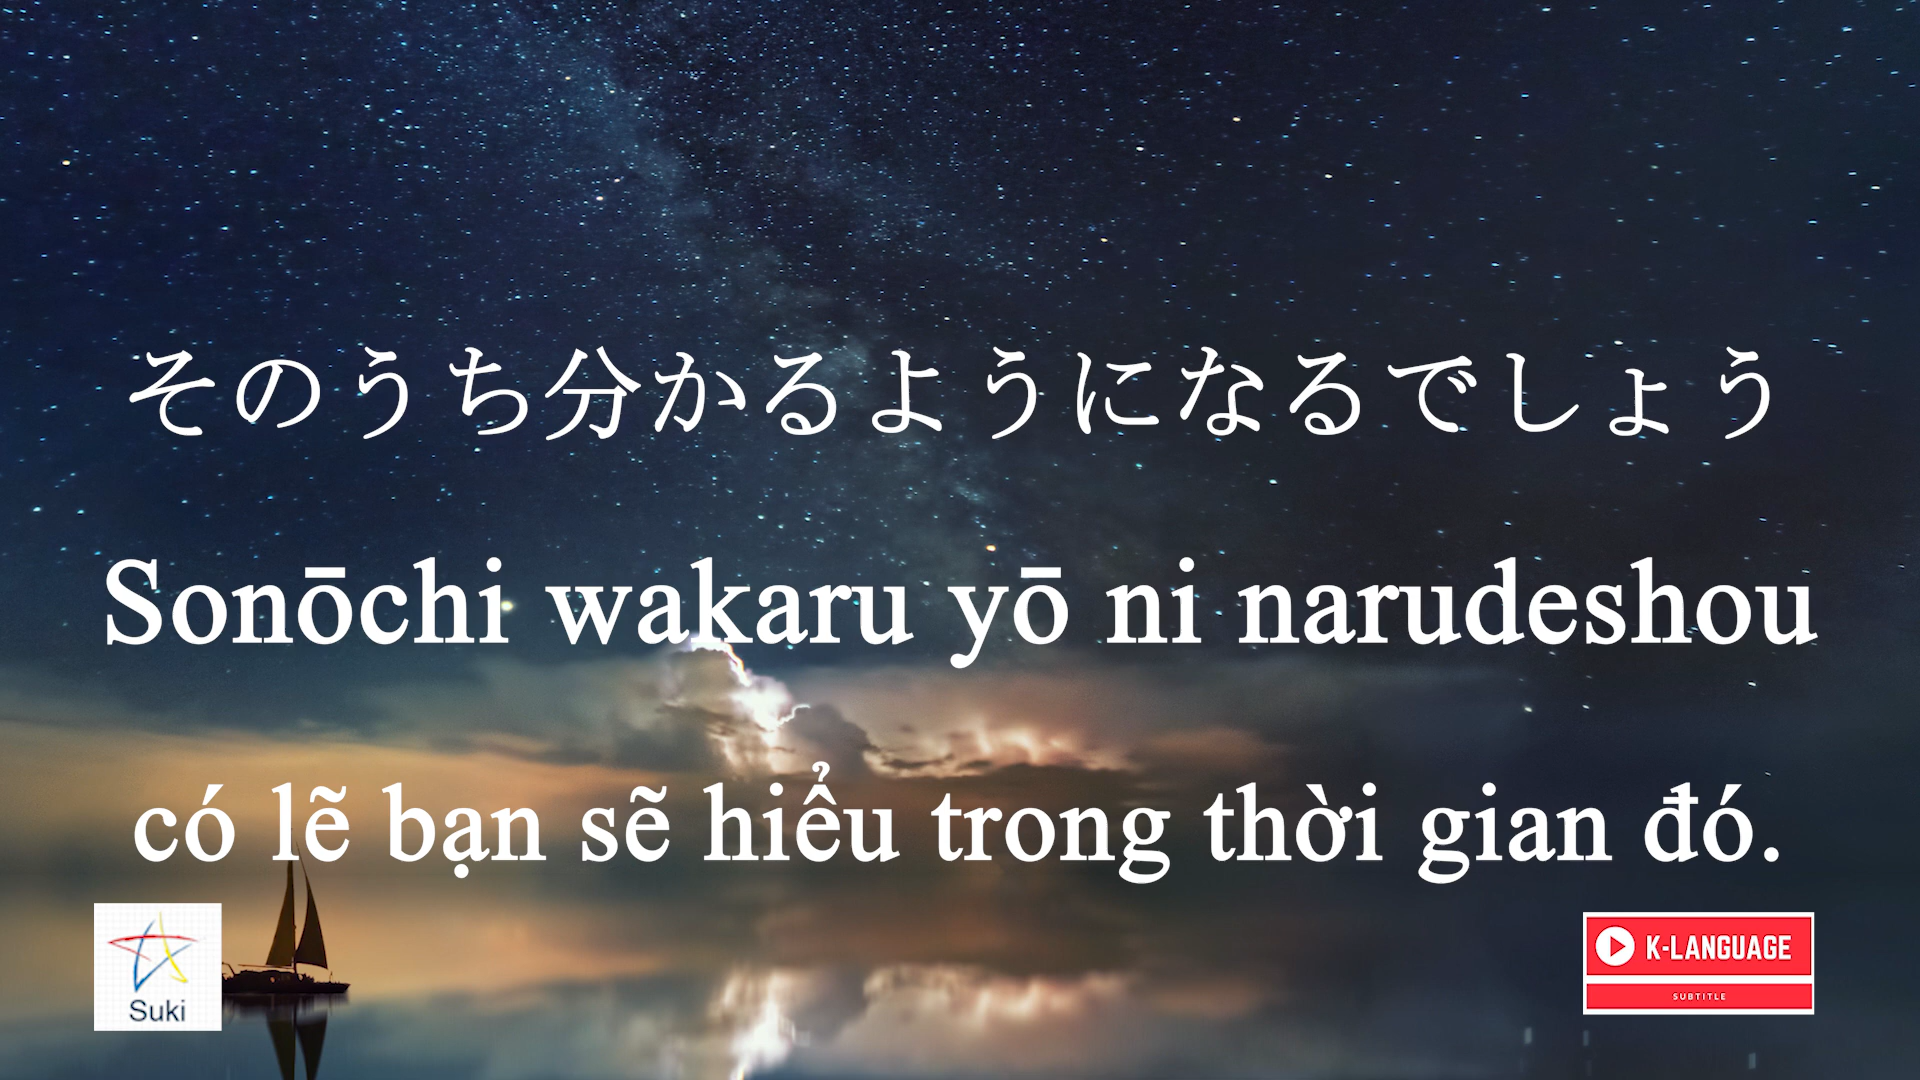 そのうち分かるようになるでしょう
Sonōchi wakaru yō ni narudeshou
có lẽ bạn sẽ hiểu trong thời gian đó.
Suki
K-LANGUAGE
SUBTITLE